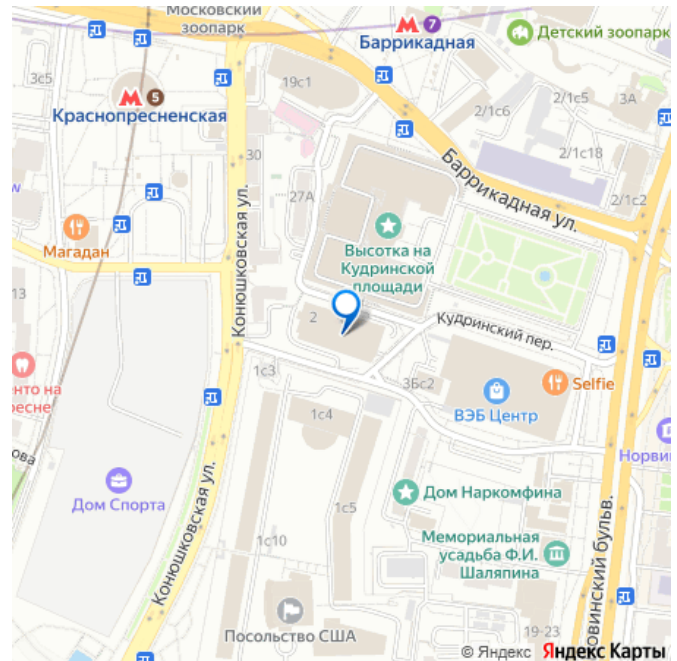 Московский
зоопарк
7
Баррикадная
Детский зоопарк
3с5
19с1
2/1с6
2/1с5
3А
5
Краснопресненская
2/1с18
30
Баррикадная ул.
2/1с2
27А
Конюшковская ул.
Магадан
Высотка на
Кудринской
площади
13
2
Кудринский пер.
1с3
3Бс2
Selfie
ВЭБ Центр
1с4
Дом Спорта
Конюшковская ул.
Дом Наркомфина
1с5
1с10
Мемориальная
усадьба Ф.И.
Шаляпина
19-23
Посольство США
© Яндекс Яндекс Карты